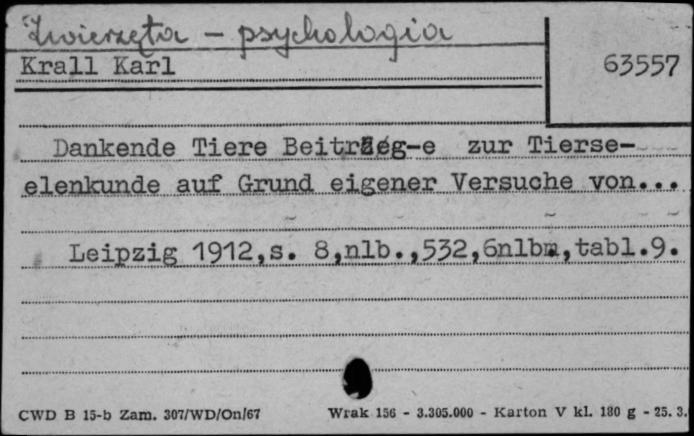 Zwierzęta - psychologia
Krall Karl
63557
Dankende Tiere Beiträég-e zur Tierse-
elenkunde auf Grund eigener Versuche von...
Leipzig 1912,s. 8,nlb.,532,6nlbn,tabl.9.
CWD B 15-b Zam. 307/WD/On/67
Wrak 156 - 3.305.000 - Karton V kl. 180 g - 25. 3.